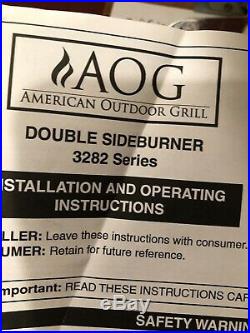 AOG
AMERICAN OUTDOOR GRILL
DOUBLE SIDEBURNER
3282 Series
INSTALLATION AND OPERATING
INSTRUCTIONS
LLER: Leave these instructions with consumer.
UMER: Retain for future reference.
Important: READ THESE INSTRUCTIONS CAR
SAFETY WARNI